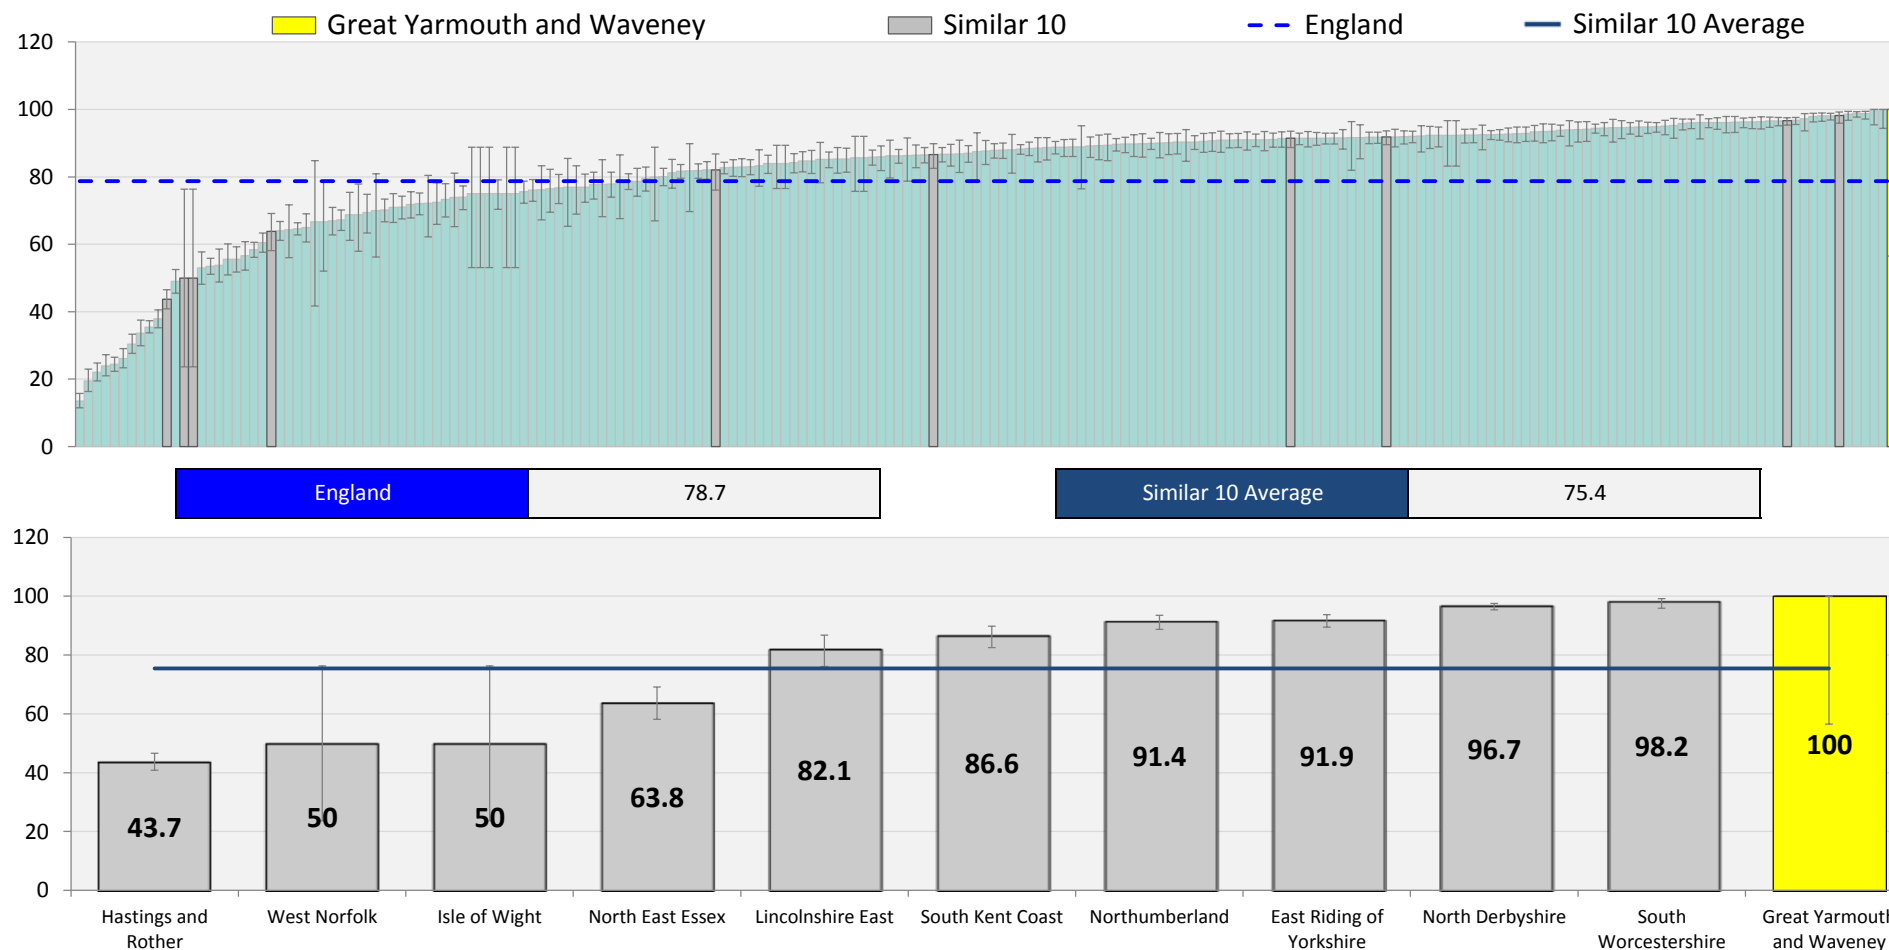 Great Yarmouth and Waveney Similar 10 England Similar 10 Average
120
100
80
60
40
20
0
England 78.7 Similar 10 Average 75.4
120
100
80
60
40
20
0
43.7 50 50 63.8 82.1 86.6 91.4 91.9 96.7 98.2 100
Hastings and West Norfolk Isle of Wight North East Essex Lincolnshire East South Kent Coast Northumberland East Riding of North Derbyshire South Great Yarmouth
Rother Yorkshire Worcestershire and Waveney